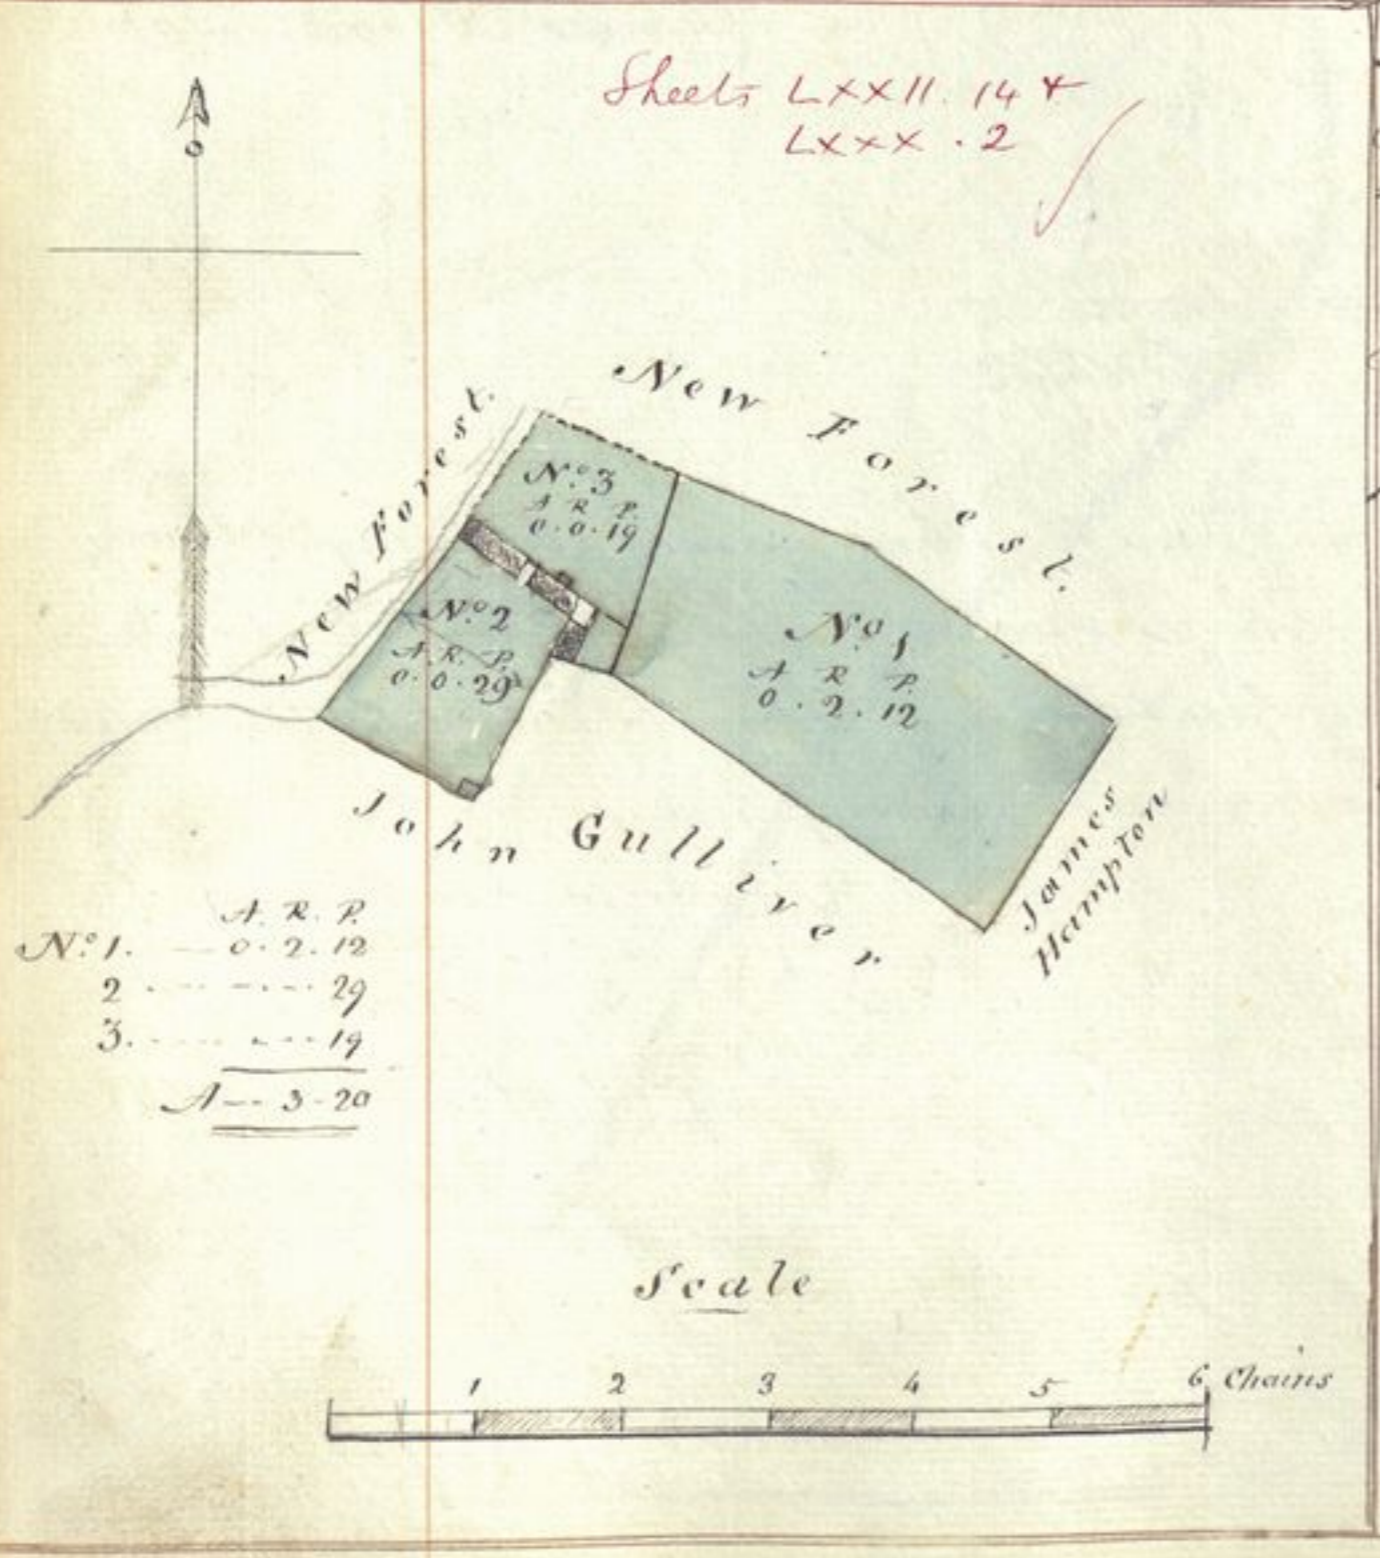 Sheets LXXII. 14 +
LXXX . 2
New Forest.
New Forest.
No. 3
A R P.
0 . 0 . 19
No. 2
A. R. P.
0 . 0 . 29
No. 1
A R P.
0 . 2 . 12
John Gulliver
James
Hampton
A. R. P.
No. 1. — 0 . 2 . 12
2 . - - - . - 29
3. - - - - - - 19
A -- 3 - 20
Scale
1 2 3 4 5 6 Chains